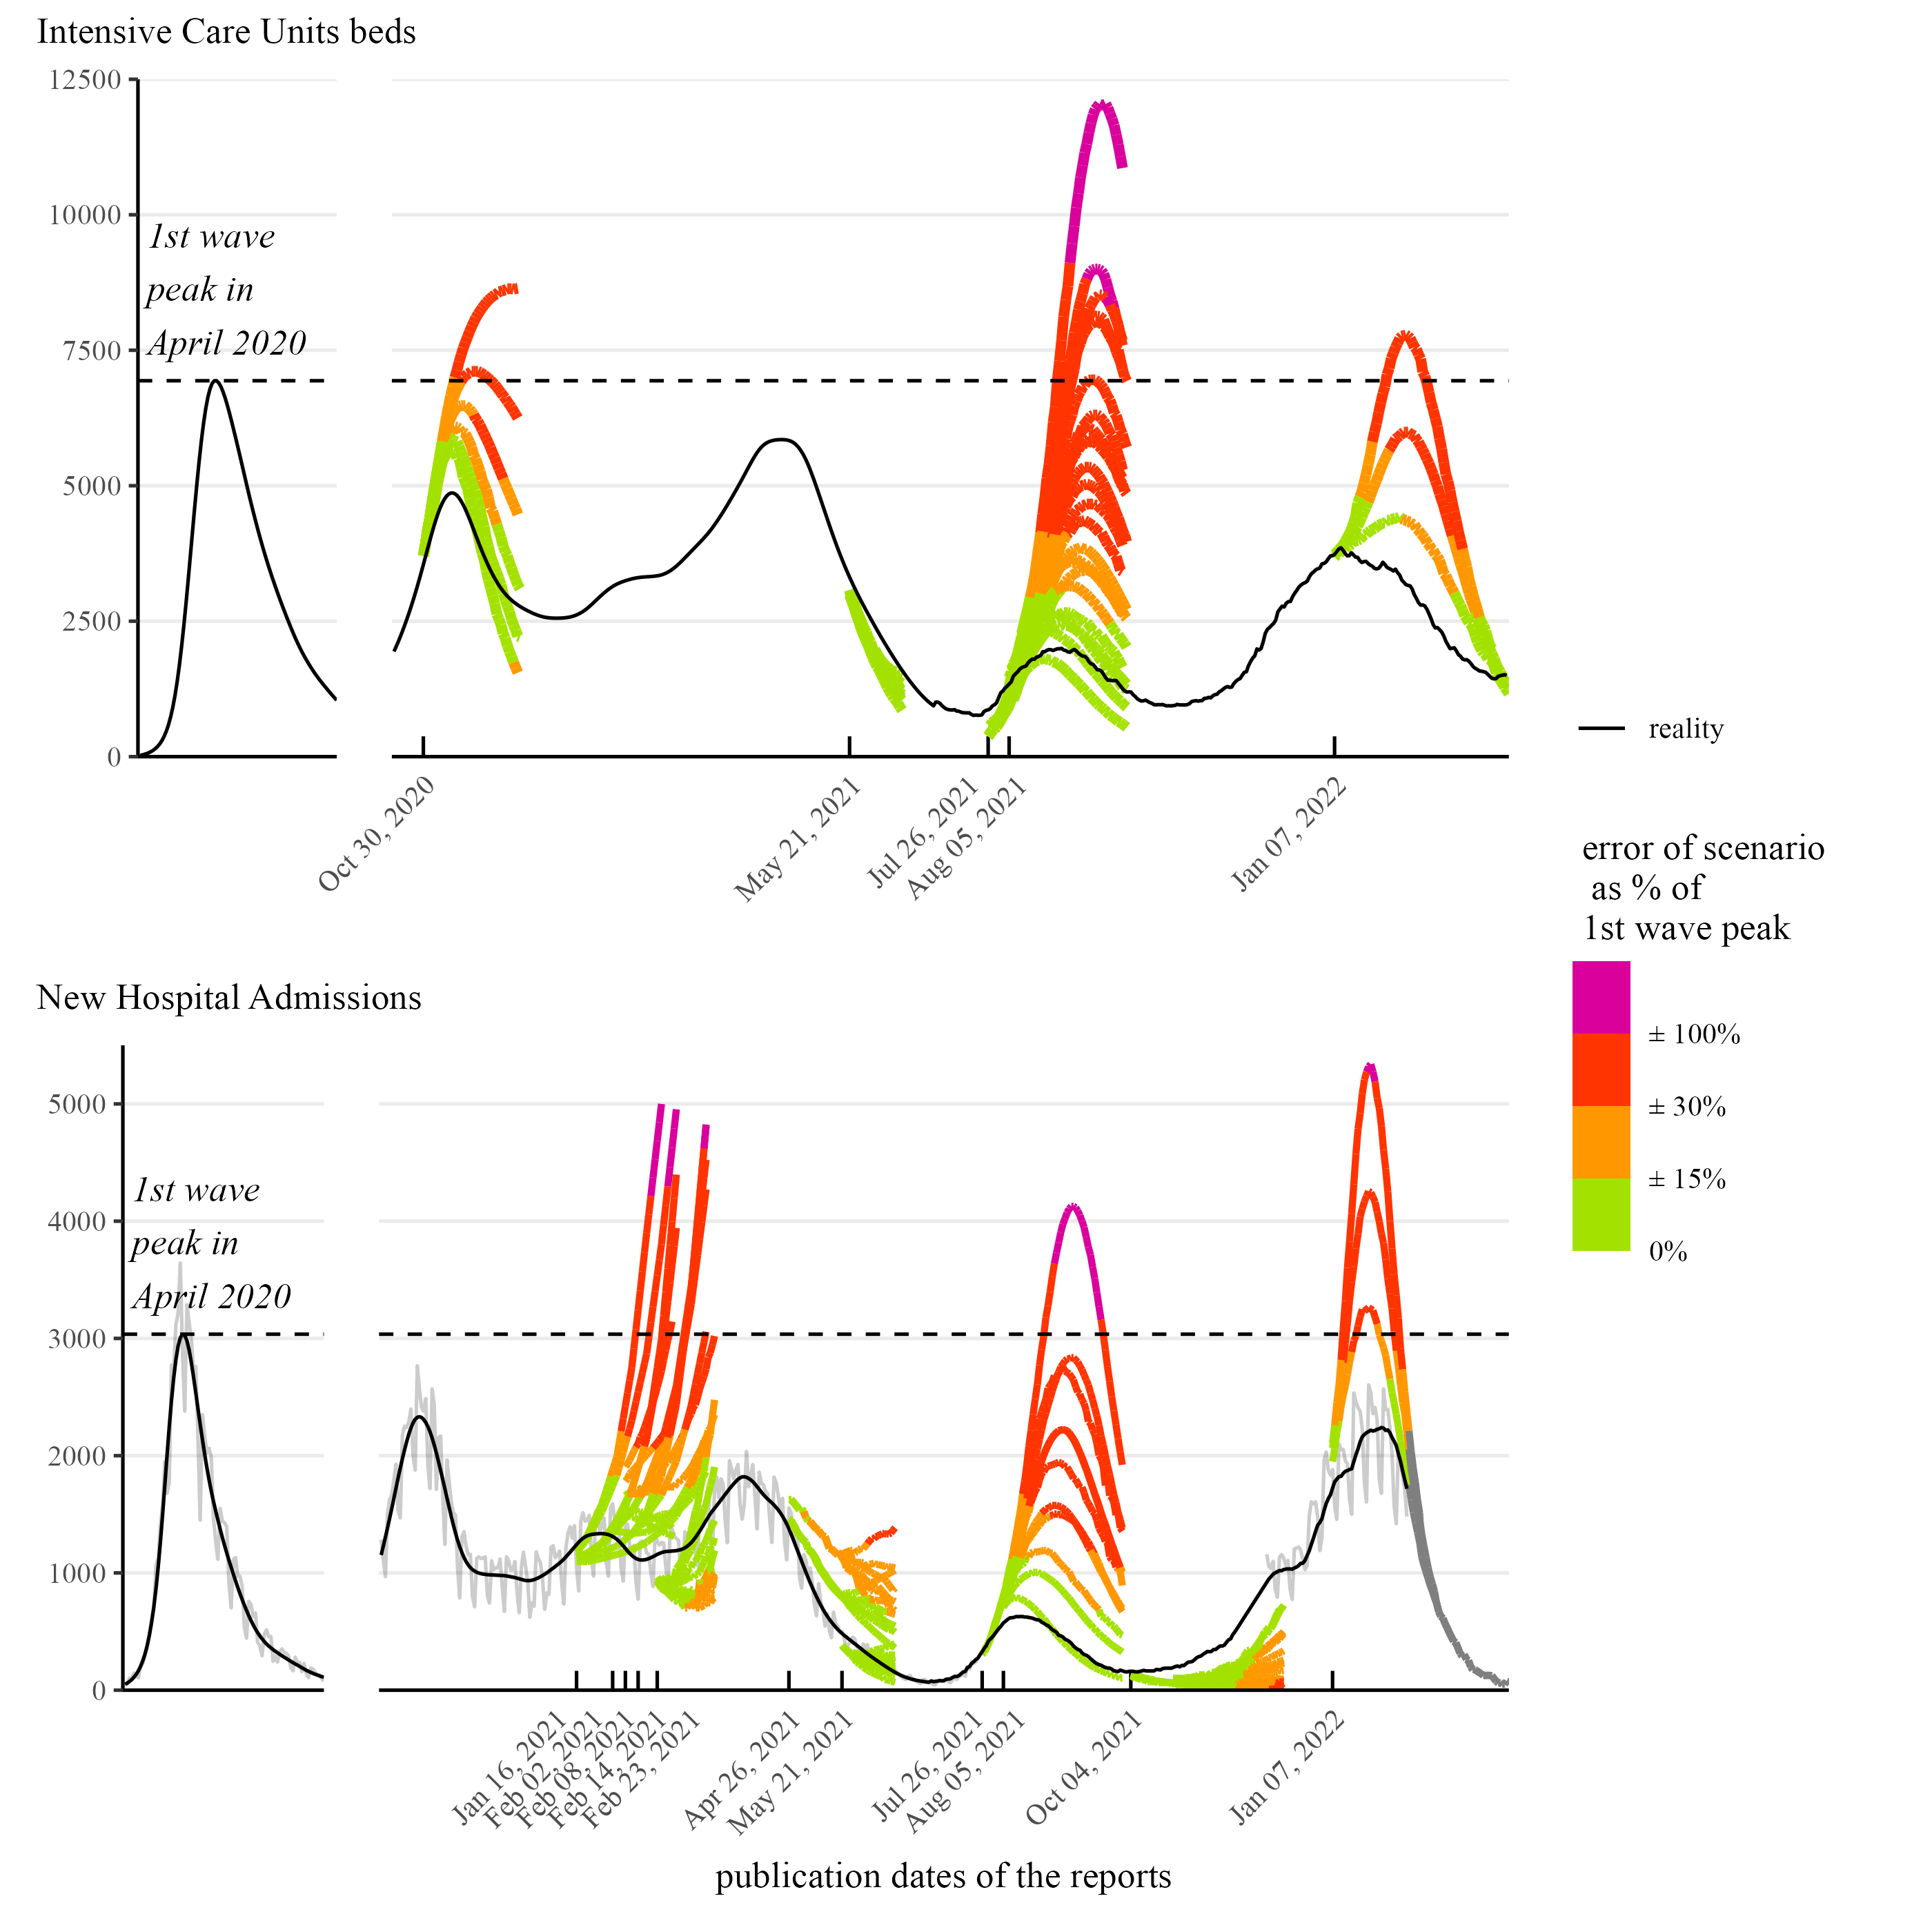 Intensive Care Units beds
12500
10000
7500
5000
2500
0
1st wave
peak in
April 2020
Oct 30, 2020
May 21, 2021
Jul 26, 2021
Aug 05, 2021
Jan 07, 2022
reality
error of scenario
as % of
1st wave peak
± 100%
± 30%
± 15%
0%
New Hospital Admissions
5000
4000
3000
2000
1000
0
1st wave
peak in
April 2020
Jan 16, 2021
Feb 02, 2021
Feb 08, 2021
Feb 14, 2021
Feb 23, 2021
Apr 26, 2021
May 21, 2021
Jul 26, 2021
Aug 05, 2021
Oct 04, 2021
Jan 07, 2022
publication dates of the reports